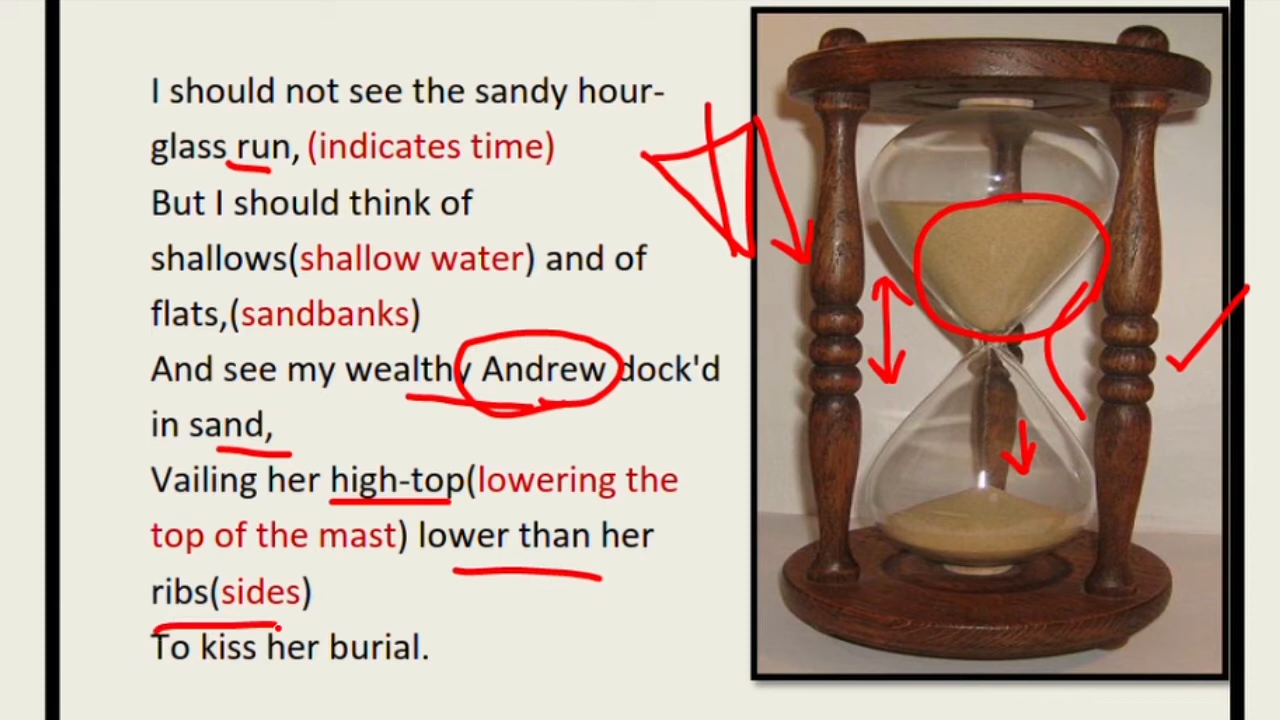 I should not see the sandy hour-
glass run, (indicates time)
But I should think of
shallows(shallow water) and of
flats,(sandbanks)
And see my wealthy Andrew dock'd
in sand,
Vailing her high-top(lowering the
top of the mast) lower than her
ribs(sides)
To kiss her burial.